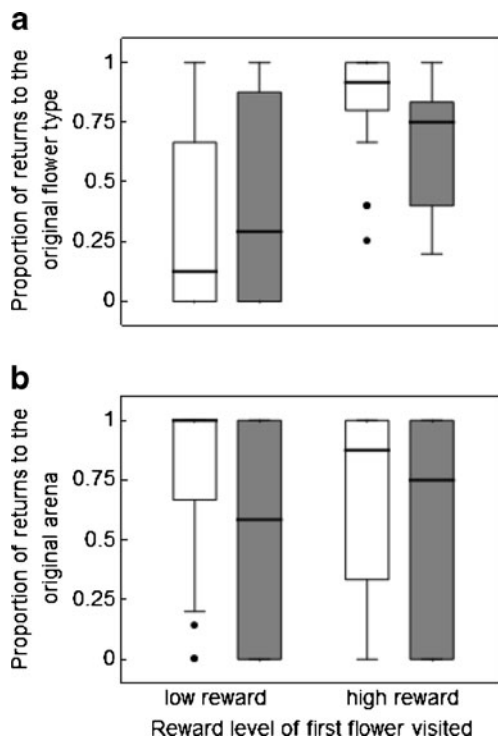 a
Proportion of returns to the
original flower type
1
0.75
0.5
0.25
0
b
Proportion of returns to the
original arena
1
0.75
0.5
0.25
0
low reward high reward
Reward level of first flower visited